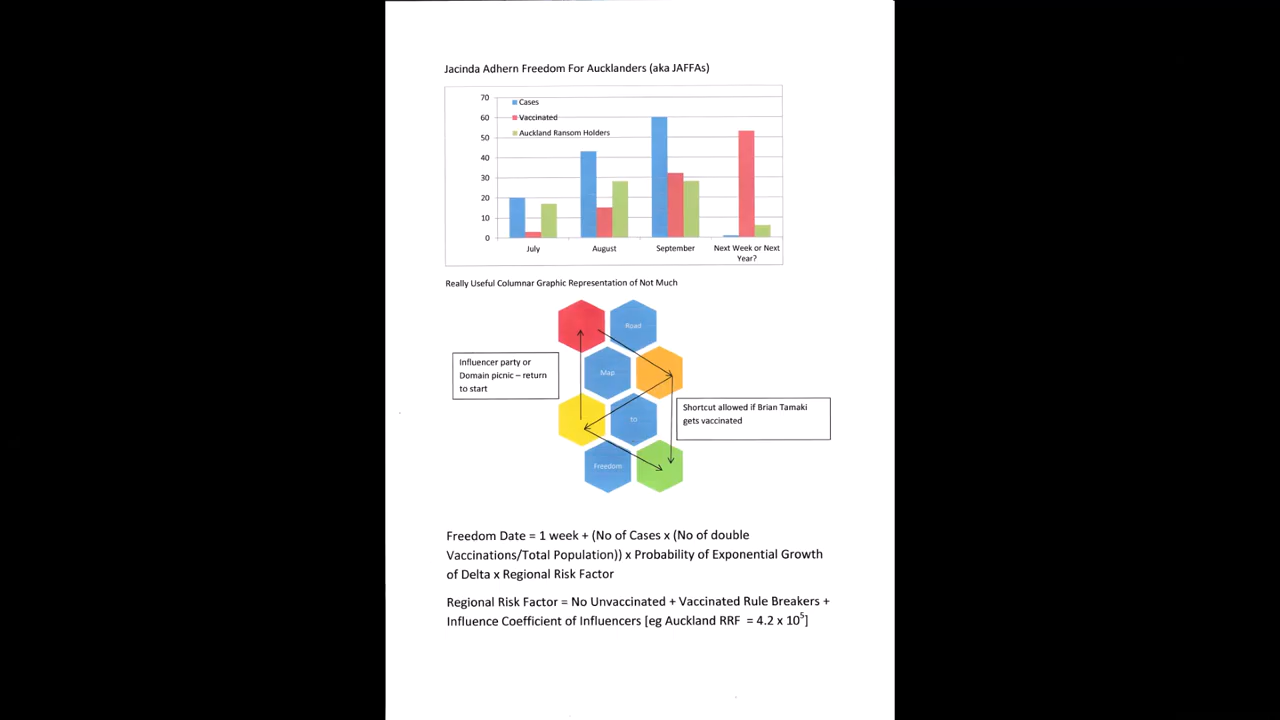 Jacinda Adhern Freedom For Aucklanders (aka JAFFAs)
70
60
50
40
30
20
10
0
Cases
Vaccinated
Auckland Ransom Holders
July
August
September
Next Week or Next
Year?
Really Useful Columnar Graphic Representation of Not Much
Road
Map
to
Freedom
Influencer party or
Domain picnic – return
to start
Shortcut allowed if Brian Tamaki
gets vaccinated
Freedom Date = 1 week + (No of Cases x (No of double
Vaccinations/Total Population)) x Probability of Exponential Growth
of Delta x Regional Risk Factor
Regional Risk Factor = No Unvaccinated + Vaccinated Rule Breakers +
Influence Coefficient of Influencers [eg Auckland RRF = 4.2 x 10⁵]